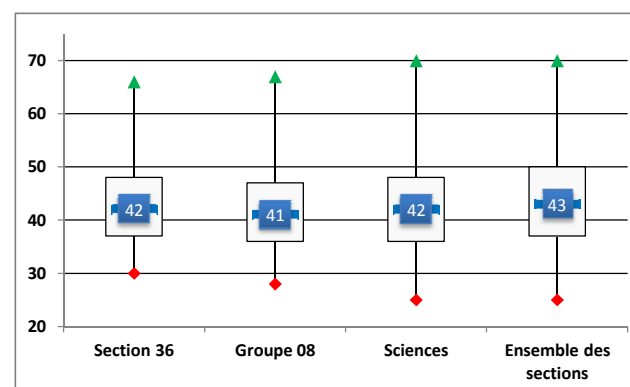 70
60
50
40
30
20
42
41
42
43
Section 36
Groupe 08
Sciences
Ensemble des
sections